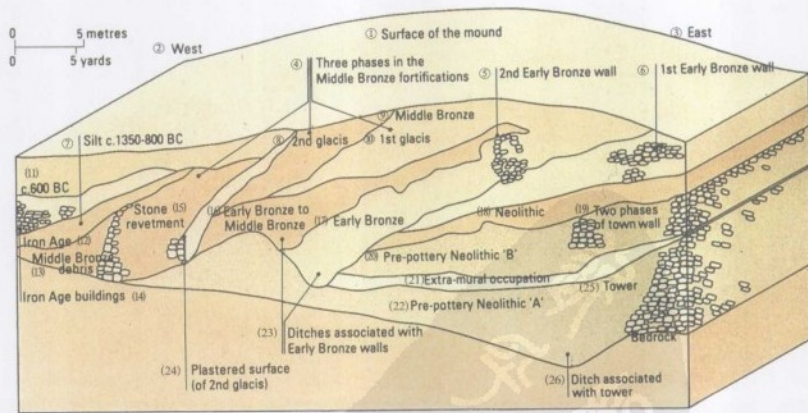 ① Surface of the mound
③ East
0 5 metres
② West
④ Three phases in the
Middle Bronze fortifications
⑤ 2nd Early Bronze wall
⑥ 1st Early Bronze wall
0 5 yards
⑦ Silt c.1350-800 BC
⑧ 2nd glacis
⑨ Middle Bronze
⑩ 1st glacis
(11)
c.600 BC
Stone (15)
revetment
(16) Early Bronze to
Middle Bronze
(17) Early Bronze
(18) Neolithic
(19) Two phases
of town wall
Iron Age (12)
Middle Bronze
(13) debris
(20) Pre-pottery Neolithic 'B'
(21) Extra-mural occupation
(25) Tower
Iron Age buildings (14)
(22) Pre-pottery Neolithic 'A'
(23) Ditches associated with
Early Bronze walls
Bedrock
(24) Plastered surface
(of 2nd glacis)
(26) Ditch associated
with tower